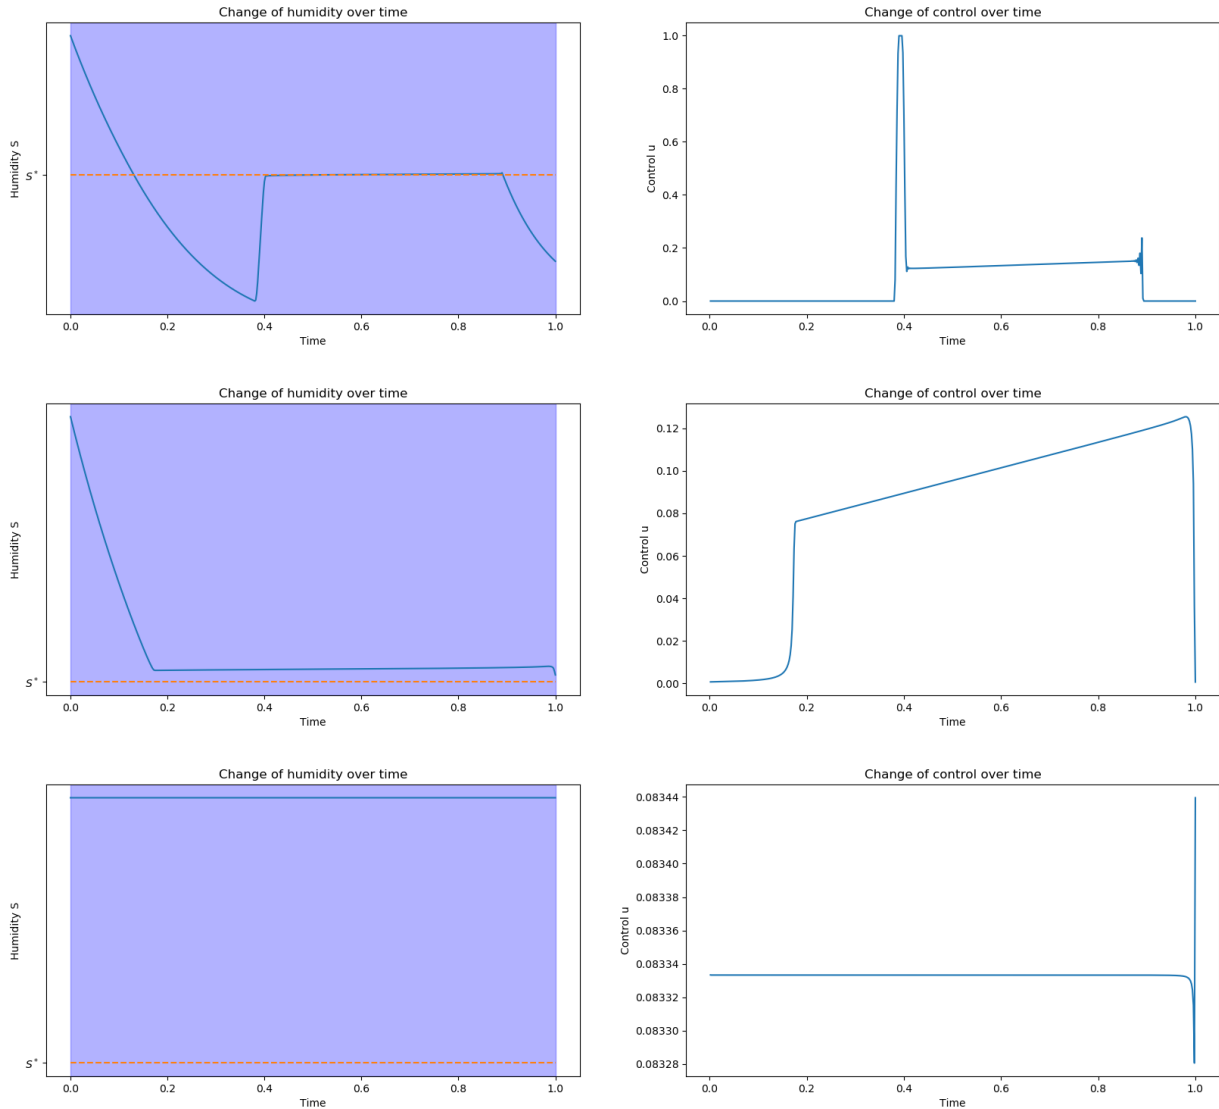 Change of humidity over time
Humidity S
S*
0.0 0.2 0.4 0.6 0.8 1.0
Time
Change of control over time
Control u
1.0
0.8
0.6
0.4
0.2
0.0
0.0 0.2 0.4 0.6 0.8 1.0
Time
Change of humidity over time
Humidity S
S*
0.0 0.2 0.4 0.6 0.8 1.0
Time
Change of control over time
Control u
0.12
0.10
0.08
0.06
0.04
0.02
0.00
0.0 0.2 0.4 0.6 0.8 1.0
Time
Change of humidity over time
Humidity S
S*
0.0 0.2 0.4 0.6 0.8 1.0
Time
Change of control over time
Control u
0.08344
0.08342
0.08340
0.08338
0.08336
0.08334
0.08332
0.08330
0.08328
0.0 0.2 0.4 0.6 0.8 1.0
Time